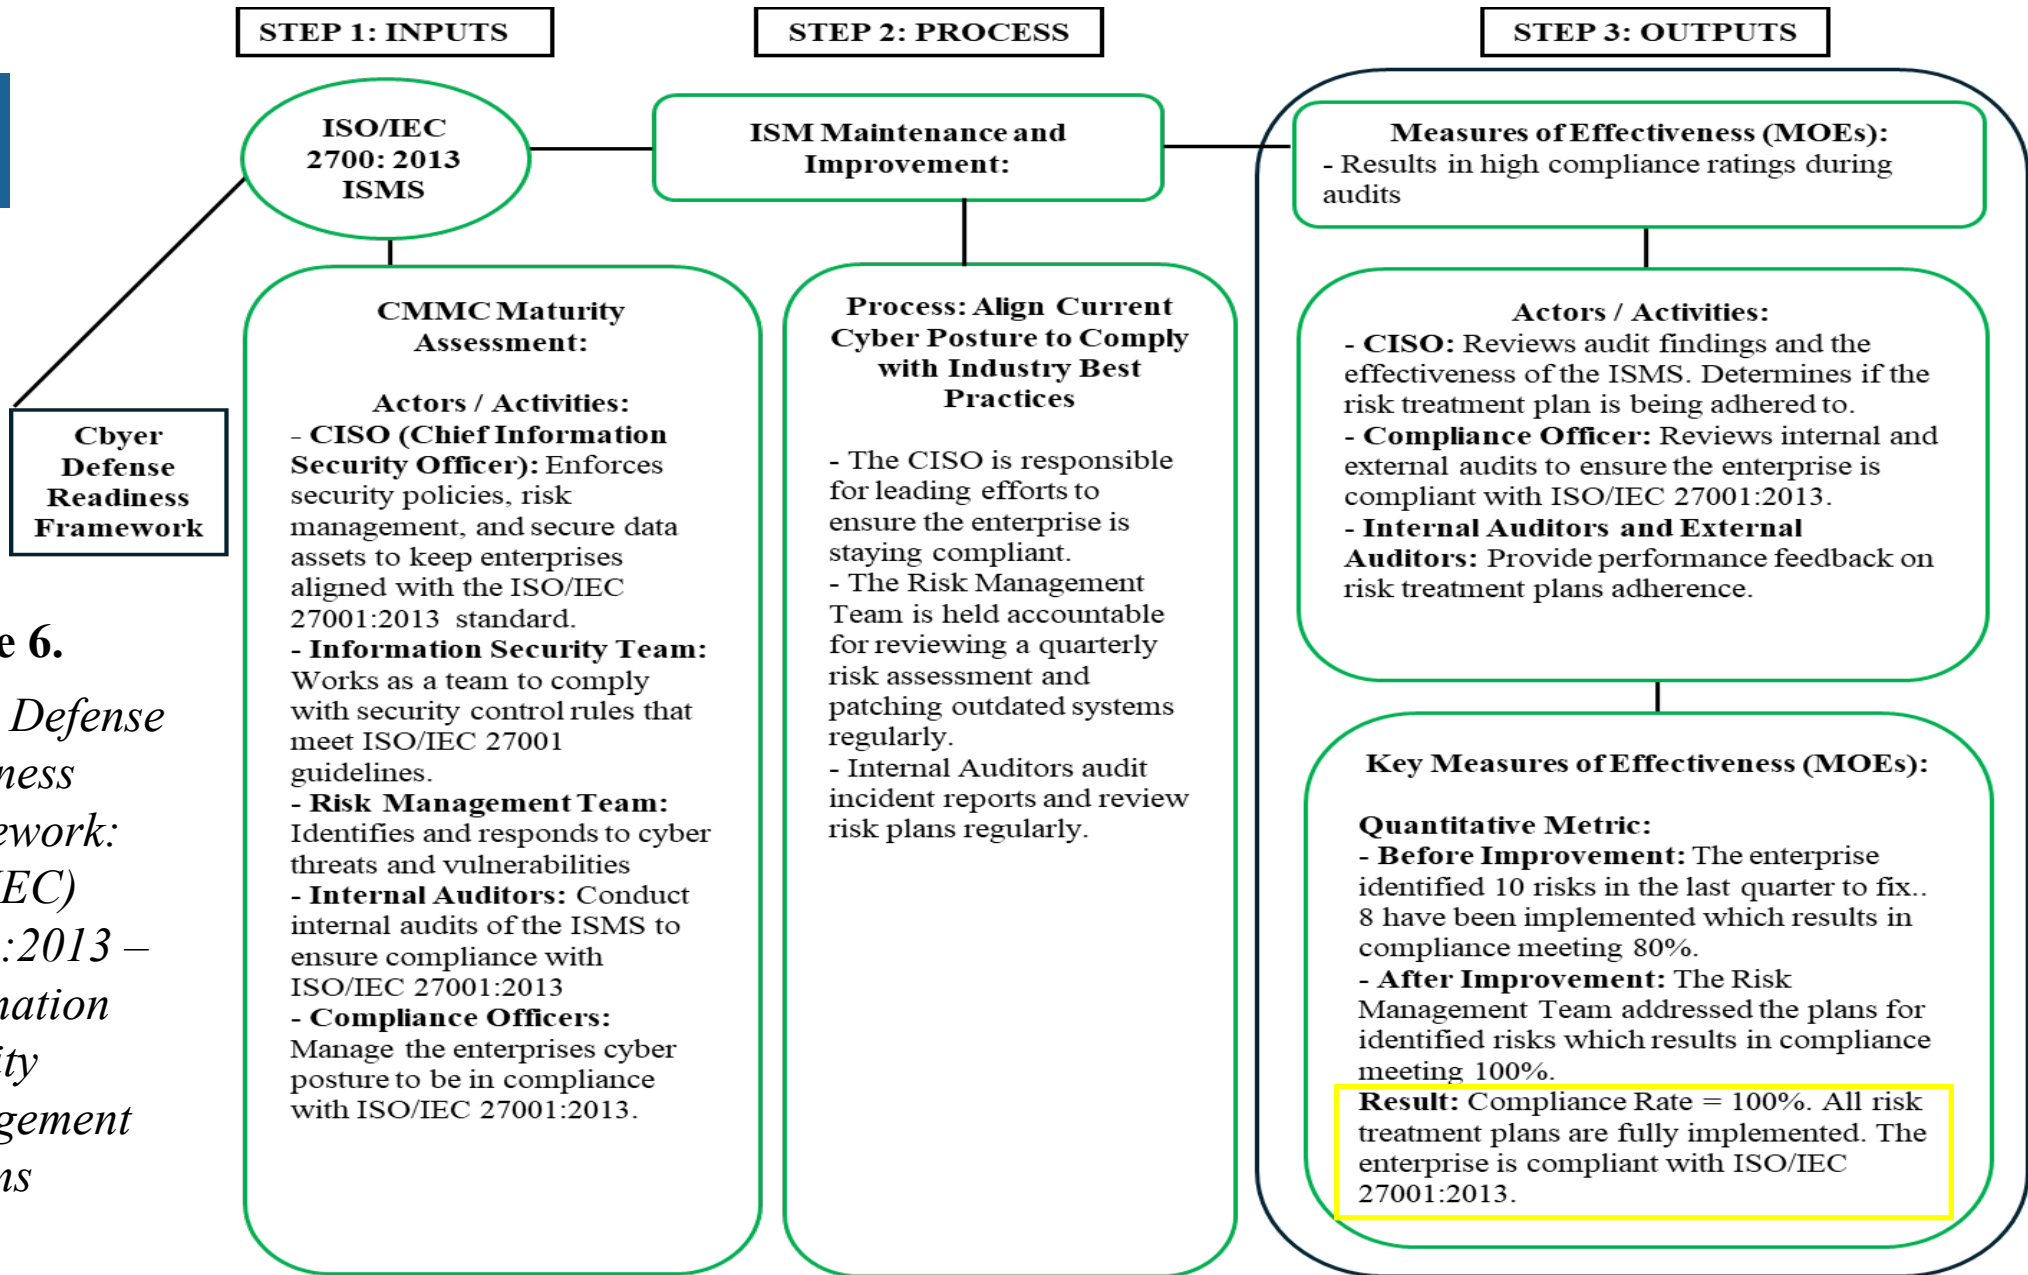 STEP 1: INPUTS
STEP 2: PROCESS
STEP 3: OUTPUTS
ISO/IEC
2700: 2013
ISMS
ISM Maintenance and
Improvement:
Measures of Effectiveness (MOEs):
- Results in high compliance ratings during
audits
Cbyer
Defense
Readiness
Framework
e 6.
Defense
ness
ework:
IEC)
:2013 –
nation
ity
gement
ns
CMMC Maturity
Assessment:
Actors / Activities:
- CISO (Chief Information
Security Officer): Enforces
security policies, risk
management, and secure data
assets to keep enterprises
aligned with the ISO/IEC
27001:2013 standard.
- Information Security Team:
Works as a team to comply
with security control rules that
meet ISO/IEC 27001
guidelines.
- Risk Management Team:
Identifies and responds to cyber
threats and vulnerabilities
- Internal Auditors: Conduct
internal audits of the ISMS to
ensure compliance with
ISO/IEC 27001:2013
- Compliance Officers:
Manage the enterprises cyber
posture to be in compliance
with ISO/IEC 27001:2013.
Process: Align Current
Cyber Posture to Comply
with Industry Best
Practices
- The CISO is responsible
for leading efforts to
ensure the enterprise is
staying compliant.
- The Risk Management
Team is held accountable
for reviewing a quarterly
risk assessment and
patching outdated systems
regularly.
- Internal Auditors audit
incident reports and review
risk plans regularly.
Actors / Activities:
- CISO: Reviews audit findings and the
effectiveness of the ISMS. Determines if the
risk treatment plan is being adhered to.
- Compliance Officer: Reviews internal and
external audits to ensure the enterprise is
compliant with ISO/IEC 27001:2013.
- Internal Auditors and External
Auditors: Provide performance feedback on
risk treatment plans adherence.
Key Measures of Effectiveness (MOEs):
Quantitative Metric:
- Before Improvement: The enterprise
identified 10 risks in the last quarter to fix..
8 have been implemented which results in
compliance meeting 80%.
- After Improvement: The Risk
Management Team addressed the plans for
identified risks which results in compliance
meeting 100%.
Result: Compliance Rate = 100%. All risk
treatment plans are fully implemented. The
enterprise is compliant with ISO/IEC
27001:2013.